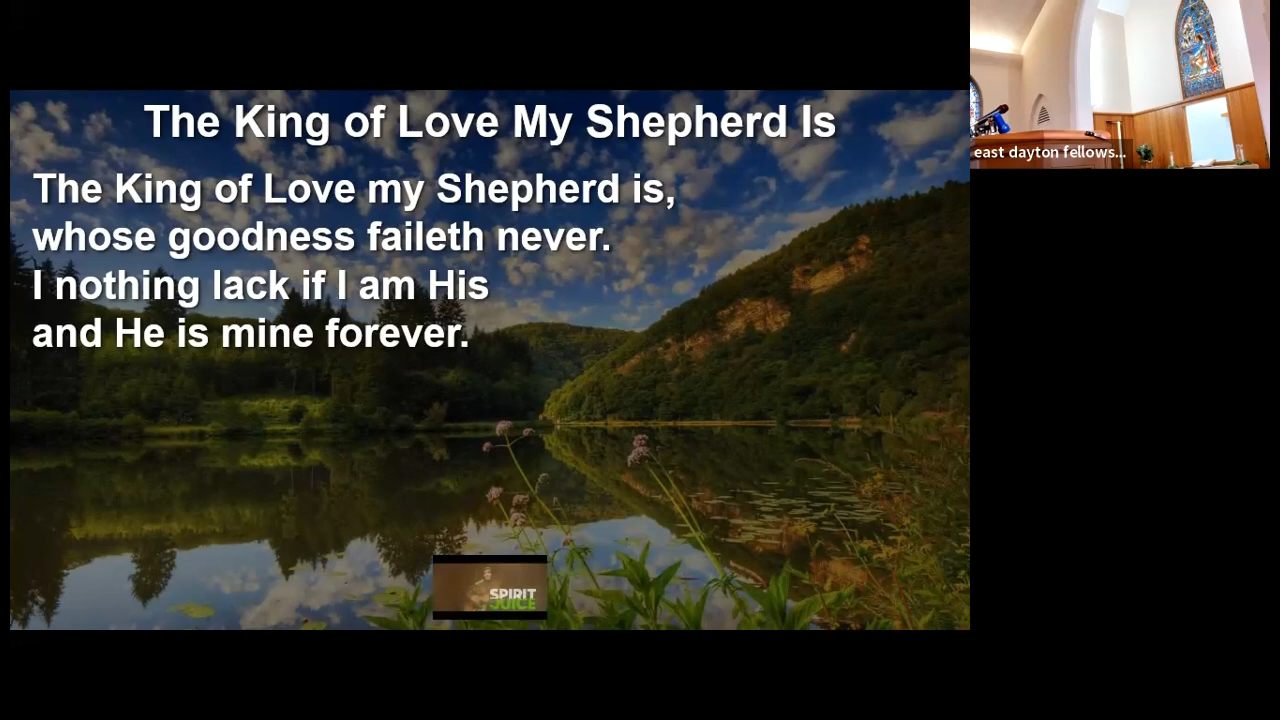 The King of Love My Shepherd Is
The King of Love my Shepherd is,
whose goodness faileth never.
I nothing lack if I am His
and He is mine forever.
SPIRIT
JUICE
east dayton fellows...